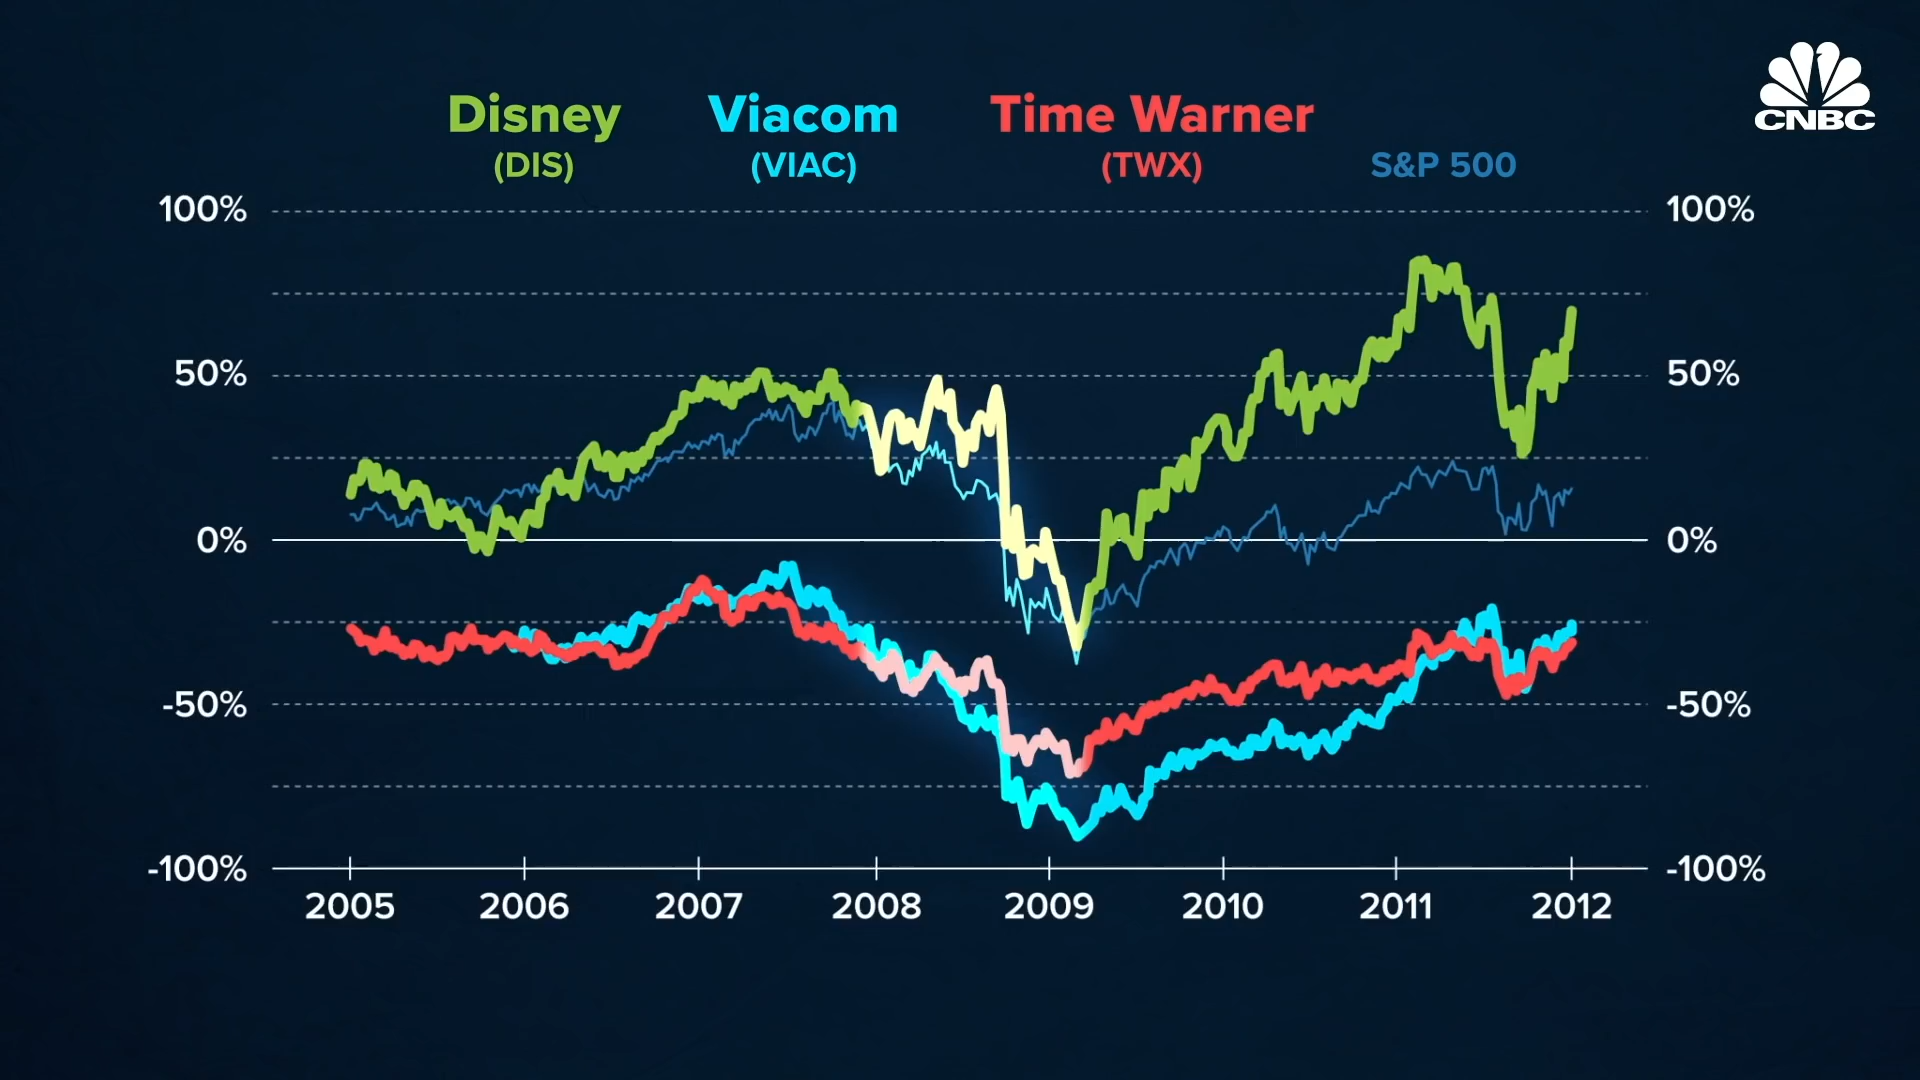 CNBC
Disney Viacom Time Warner
(DIS) (VIAC) (TWX) S&P 500
100% 100%
50% 50%
0% 0%
-50% -50%
-100% -100%
2005 2006 2007 2008 2009 2010 2011 2012